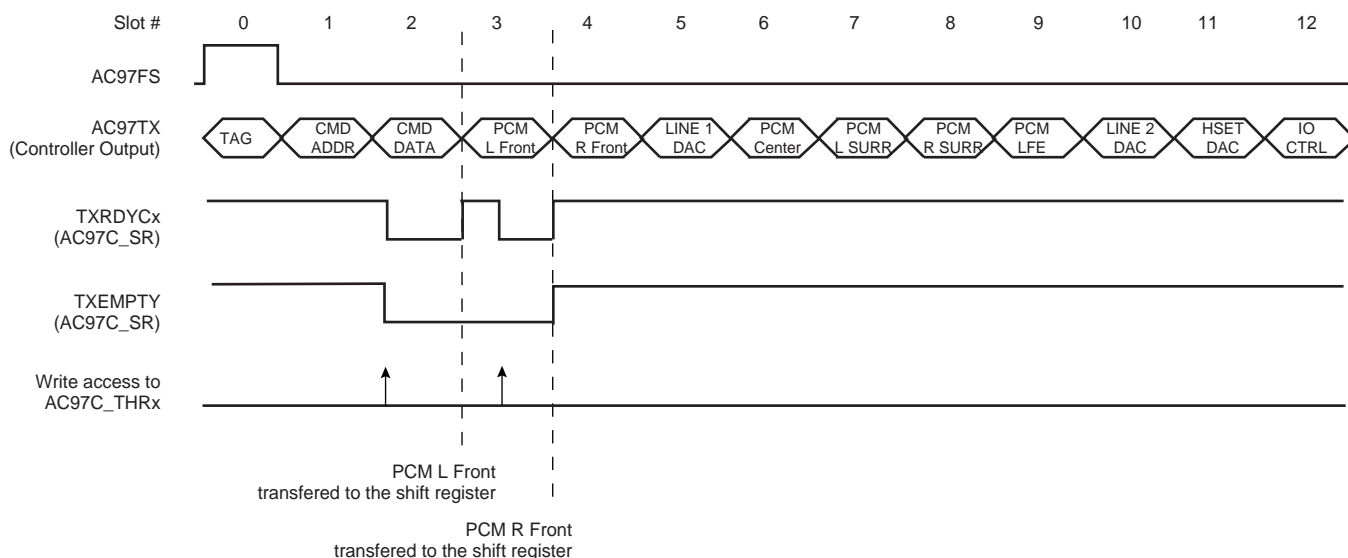 Slot # 0 1 2 3 4 5 6 7 8 9 10 11 12
AC97FS
AC97TX
(Controller Output)
TAG
CMD
ADDR
CMD
DATA
PCM
L Front
PCM
R Front
LINE 1
DAC
PCM
Center
PCM
L SURR
PCM
R SURR
PCM
LFE
LINE 2
DAC
HSET
DAC
IO
CTRL
TXRDYCx
(AC97C_SR)
TXEMPTY
(AC97C_SR)
Write access to
AC97C_THRx
PCM L Front
transfered to the shift register
PCM R Front
transfered to the shift register